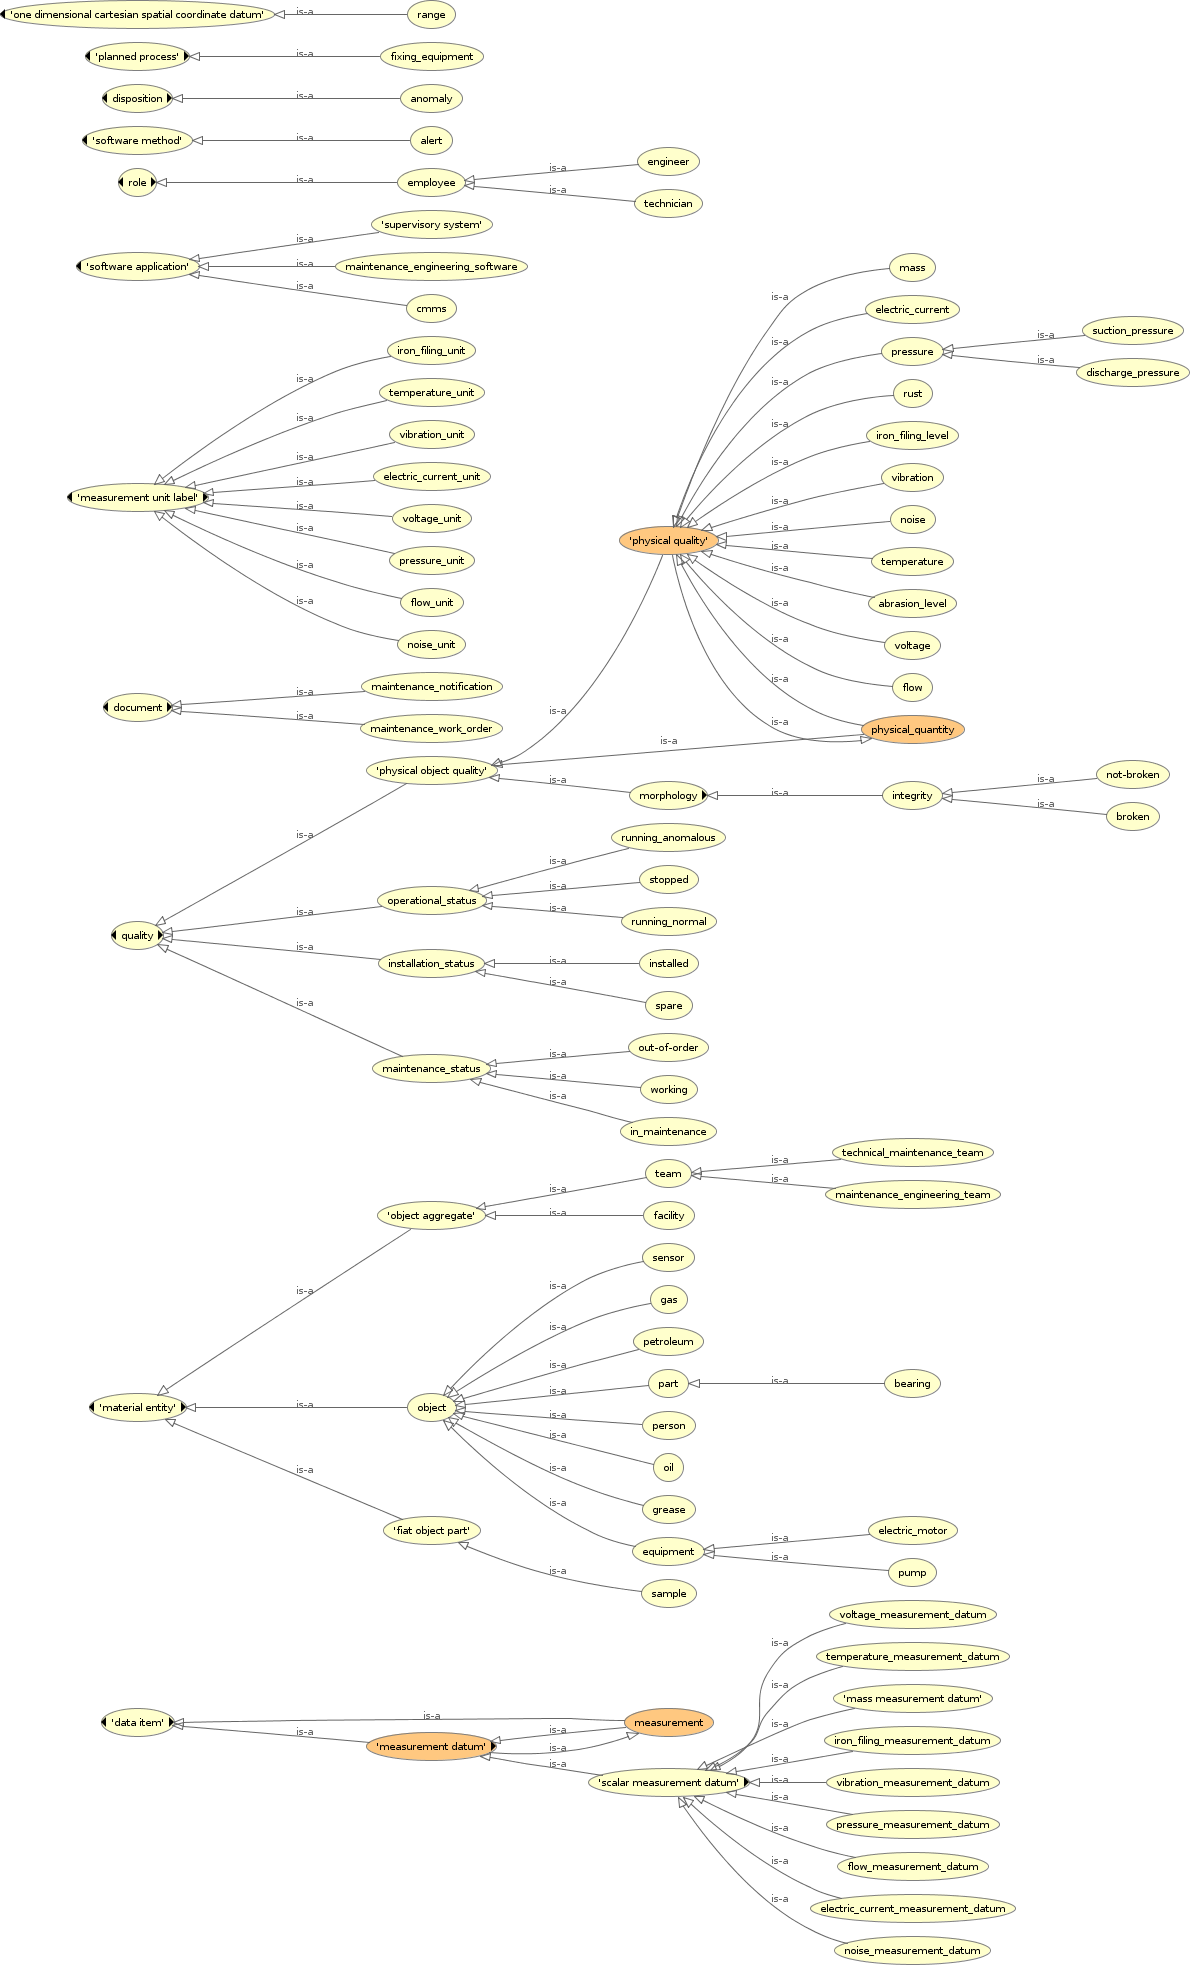 'one dimensional cartesian spatial coordinate datum' is-a range
'planned process' is-a fixing_equipment
disposition is-a anomaly
'software method' is-a alert
role is-a employee
is-a engineer
is-a technician
'software application'
is-a 'supervisory system'
is-a maintenance_engineering_software
is-a cmms
'measurement unit label'
is-a iron_filing_unit
is-a temperature_unit
is-a vibration_unit
is-a electric_current_unit
is-a voltage_unit
is-a pressure_unit
is-a flow_unit
is-a noise_unit
'physical quality'
is-a mass
is-a electric_current
is-a pressure
is-a suction_pressure
is-a discharge_pressure
is-a rust
is-a iron_filing_level
is-a vibration
is-a noise
is-a temperature
is-a abrasion_level
is-a voltage
is-a flow
is-a physical_quantity
is-a
document
is-a maintenance_notification
is-a maintenance_work_order
quality
is-a 'physical object quality'
is-a
is-a
is-a morphology
is-a integrity
is-a not-broken
is-a broken
is-a operational_status
is-a running_anomalous
is-a stopped
is-a running_normal
is-a installation_status
is-a installed
is-a spare
is-a maintenance_status
is-a out-of-order
is-a working
is-a in_maintenance
'material entity'
is-a 'object aggregate'
is-a team
is-a technical_maintenance_team
is-a maintenance_engineering_team
is-a facility
is-a object
is-a sensor
is-a gas
is-a petroleum
is-a part
is-a bearing
is-a person
is-a oil
is-a grease
is-a equipment
is-a electric_motor
is-a pump
is-a 'fiat object part'
is-a sample
'data item'
is-a measurement
is-a 'measurement datum'
is-a
is-a
is-a 'scalar measurement datum'
is-a voltage_measurement_datum
is-a temperature_measurement_datum
is-a 'mass measurement datum'
is-a iron_filing_measurement_datum
is-a vibration_measurement_datum
is-a pressure_measurement_datum
is-a flow_measurement_datum
is-a electric_current_measurement_datum
is-a noise_measurement_datum